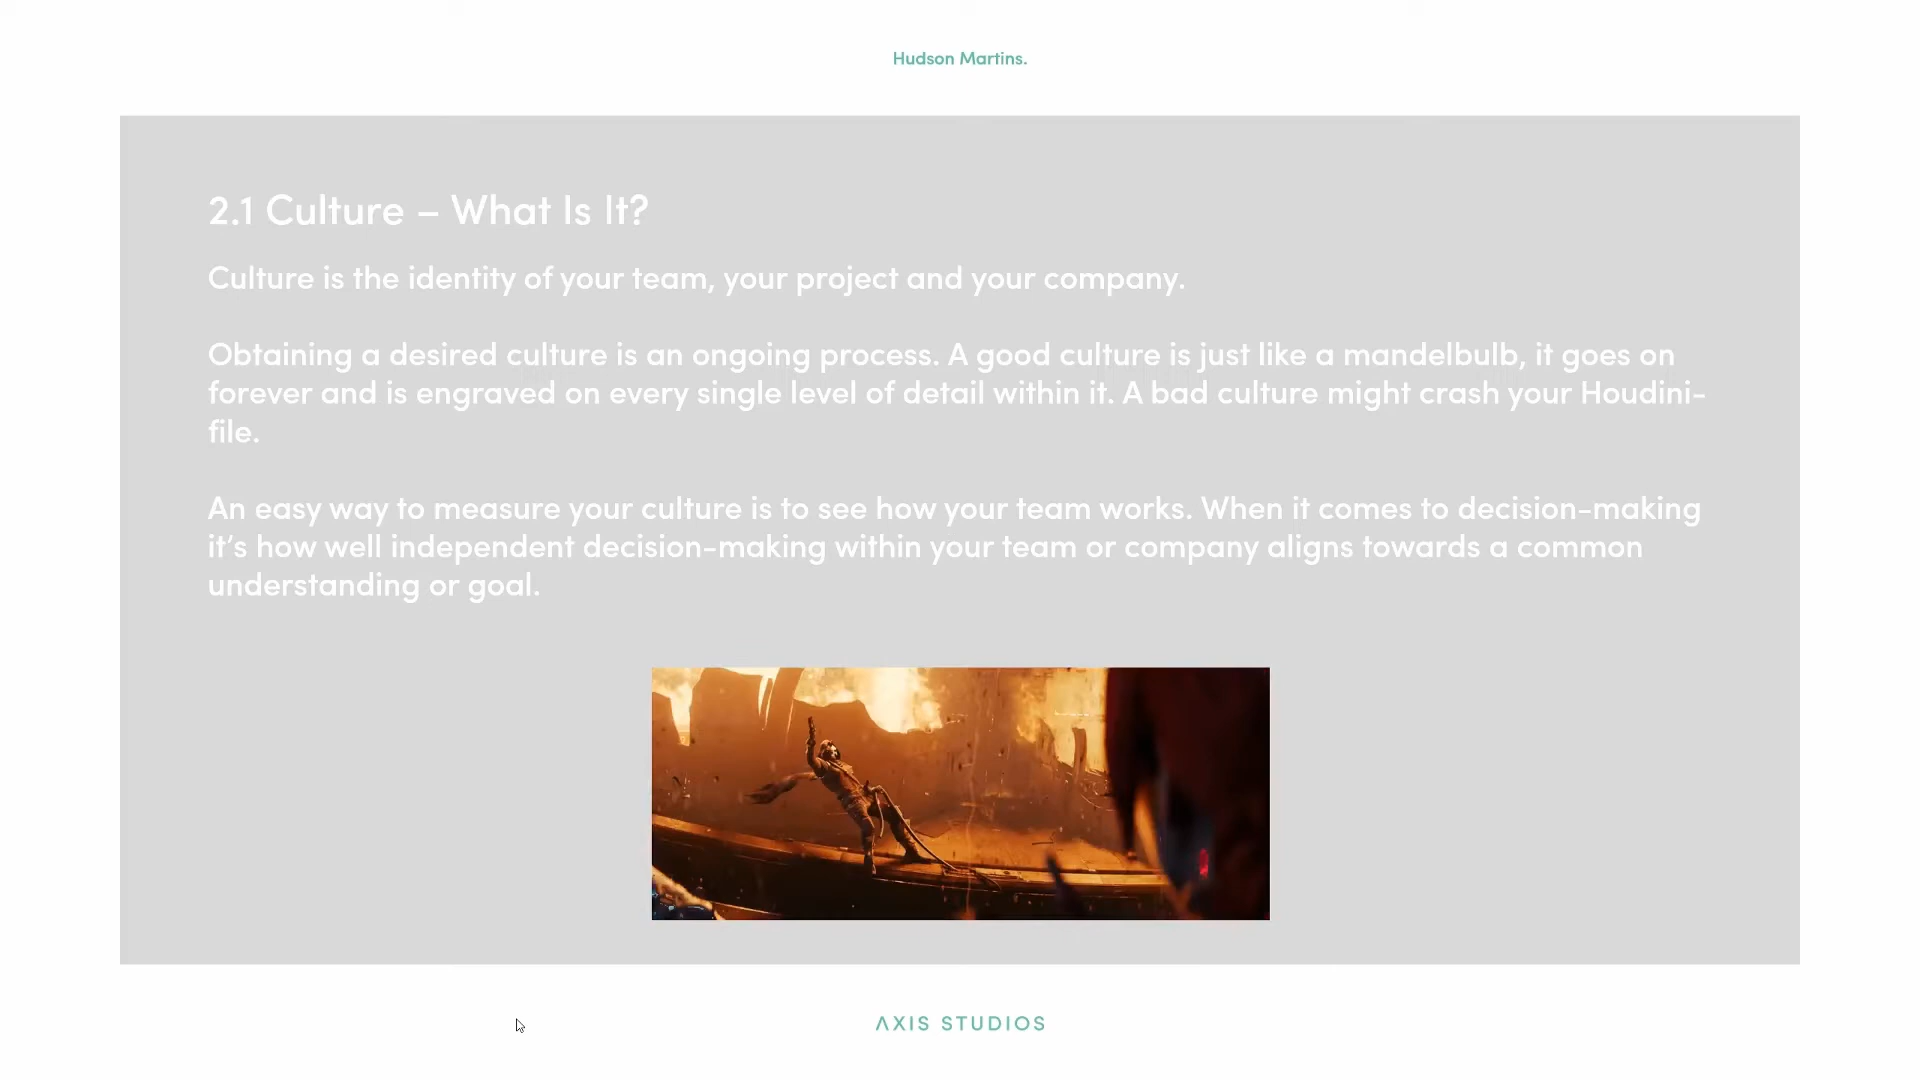 Hudson Martins.
2.1 Culture – What Is It?
Culture is the identity of your team, your project and your company.
Obtaining a desired culture is an ongoing process. A good culture is just like a mandelbulb, it goes on
forever and is engraved on every single level of detail within it. A bad culture might crash your Houdini-
file.
An easy way to measure your culture is to see how your team works. When it comes to decision-making
it’s how well independent decision-making within your team or company aligns towards a common
understanding or goal.
AXIS STUDIOS